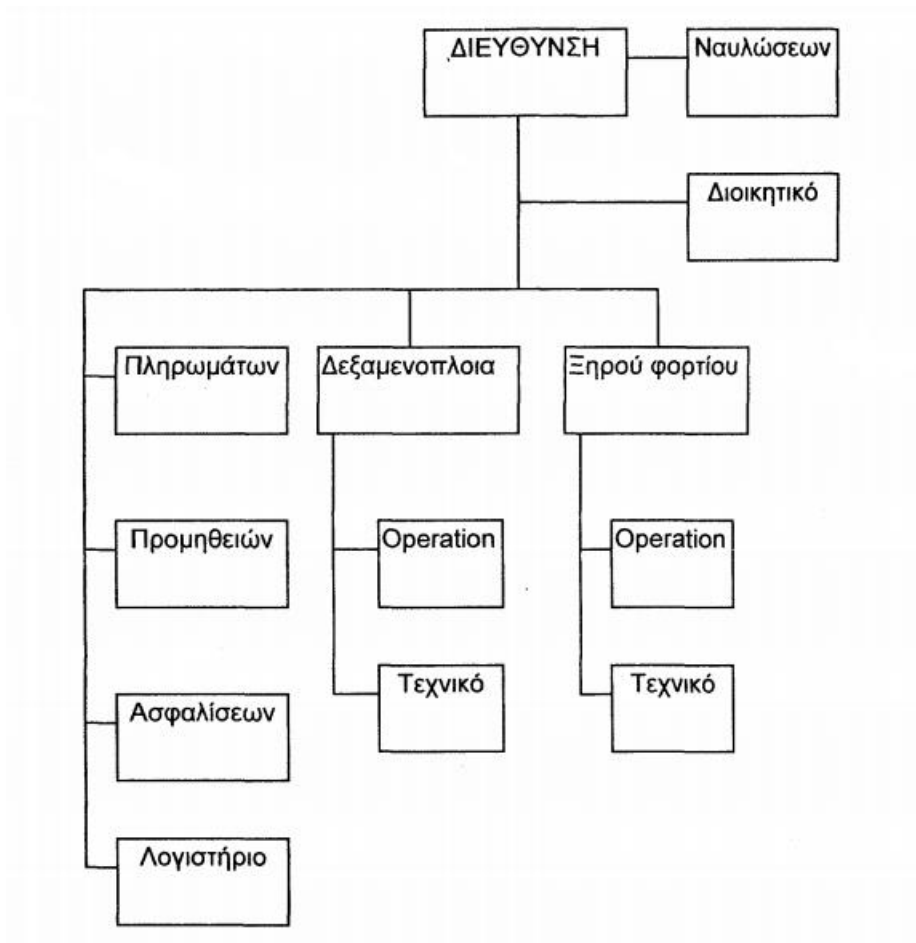 ΔΙΕΥΘΥΝΣΗ
Ναυλώσεων
Διοικητικό
Πληρωμάτων
Δεξαμενοπλοια
Ξηρού φορτίου
Προμηθειών
Operation
Operation
Ασφαλίσεων
Τεχνικό
Τεχνικό
Λογιστήριο